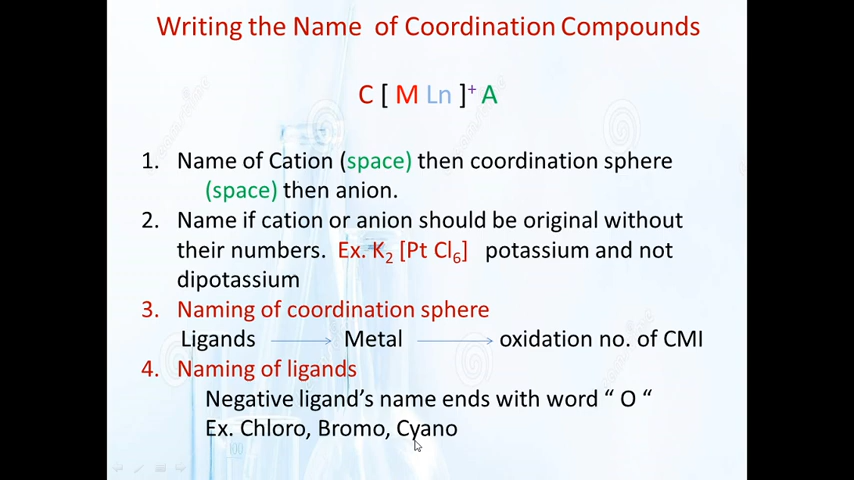 Writing the Name of Coordination Compounds
C [ M Ln ]⁺ A
1. Name of Cation (space) then coordination sphere
(space) then anion.
2. Name if cation or anion should be original without
their numbers. Ex. K₂ [Pt Cl₆] potassium and not
dipotassium
3. Naming of coordination sphere
Ligands → Metal → oxidation no. of CMI
4. Naming of ligands
Negative ligand's name ends with word “ O “
Ex. Chloro, Bromo, Cyano
100